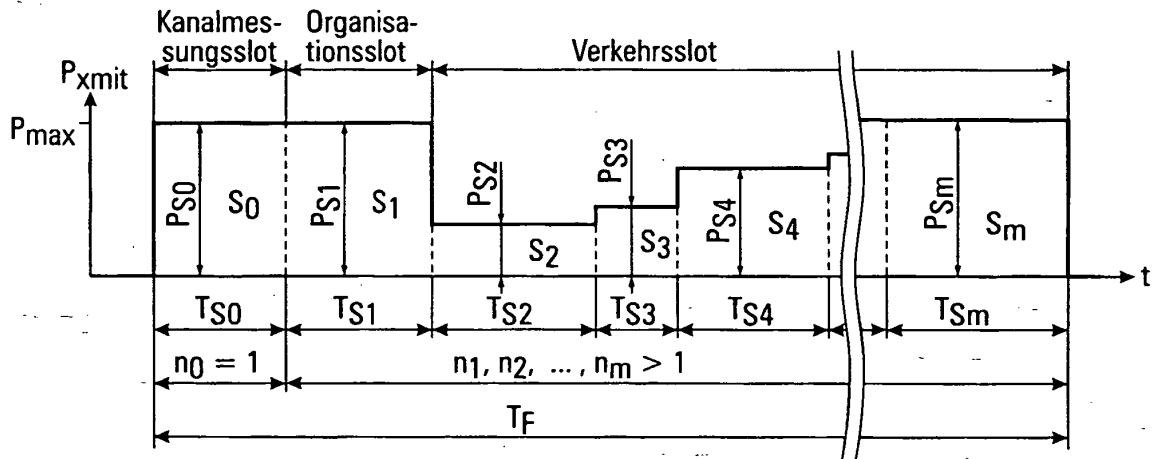 Kanalmes-
sungsslot
Organisa-
tionsslot
Verkehrsslot
Pxmit
Pmax
PS0
S0
PS1
S1
PS2
S2
PS3
S3
PS4
S4
PSm
Sm
t
TS0
TS1
TS2
TS3
TS4
TSm
n0 = 1
n1, n2, ... , nm > 1
TF